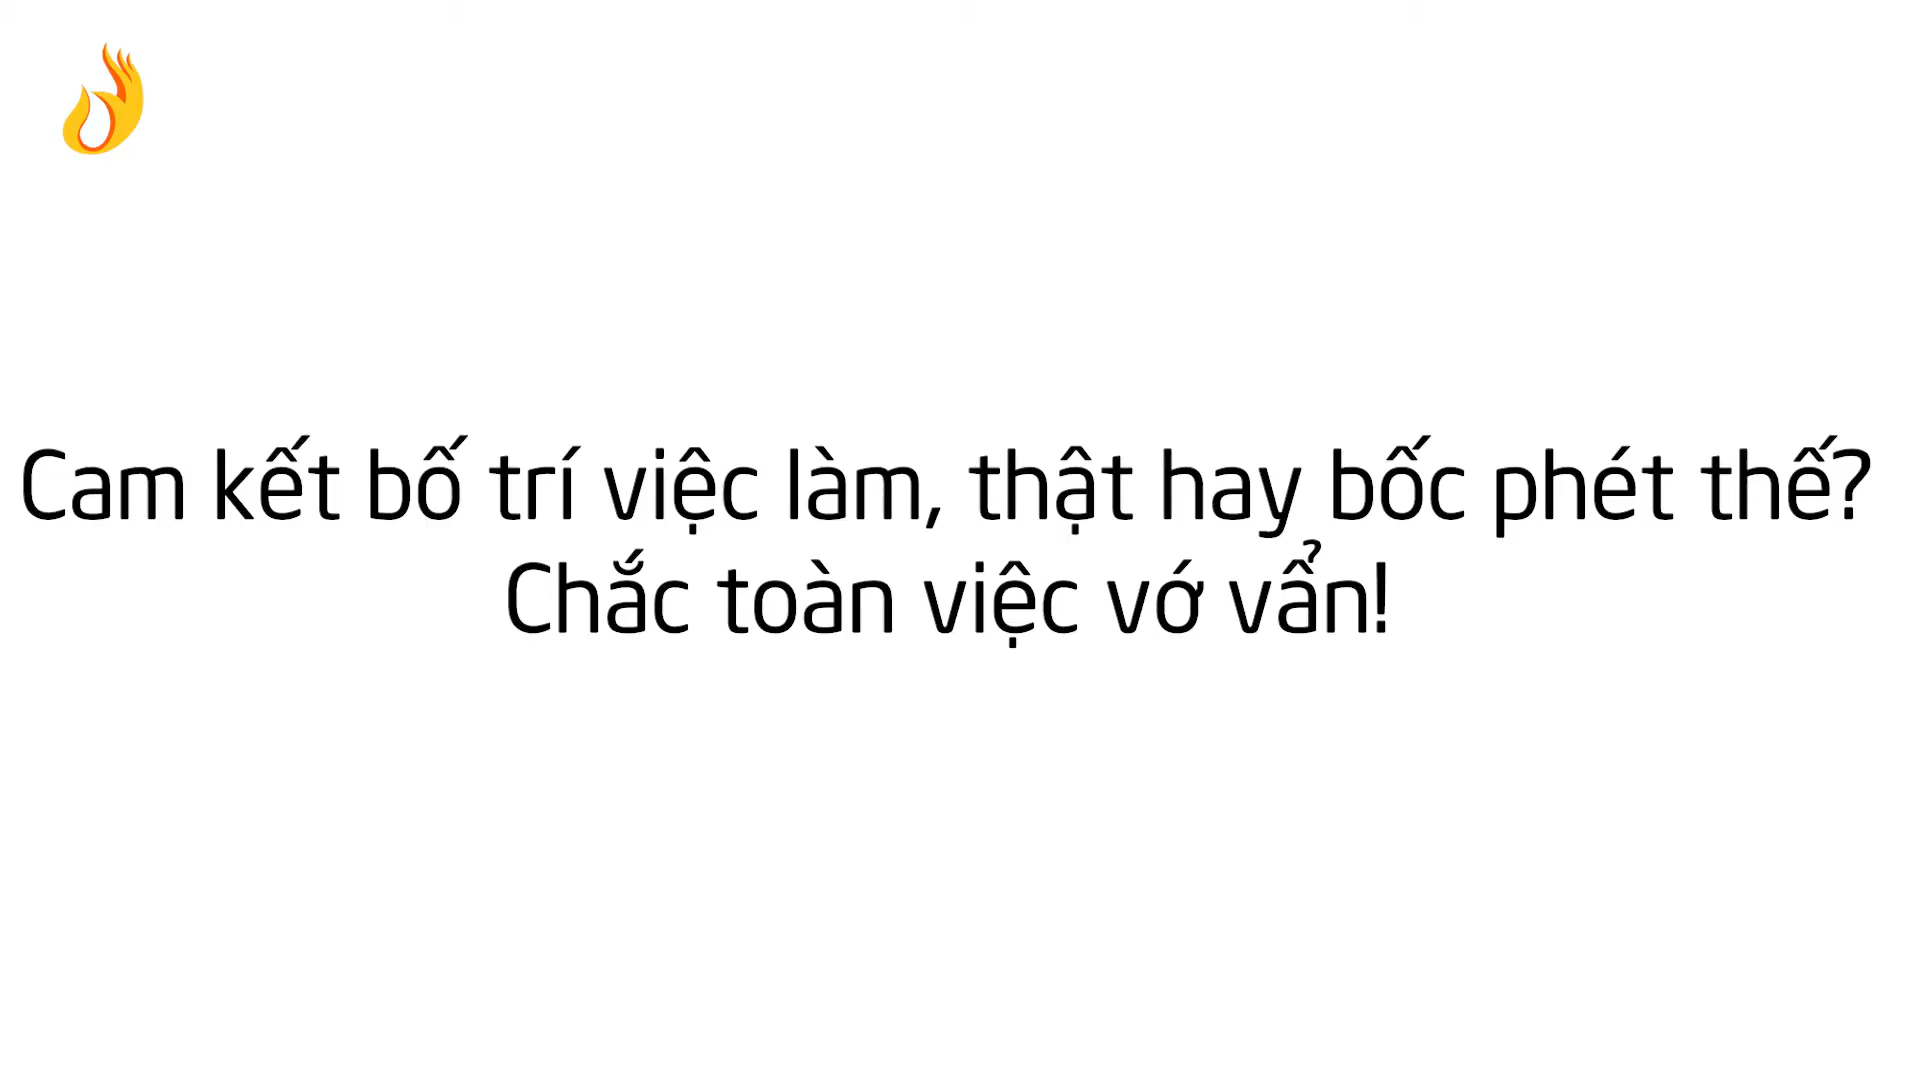 Cam kết bố trí việc làm, thật hay bốc phét thế?
Chắc toàn việc vớ vẩn!